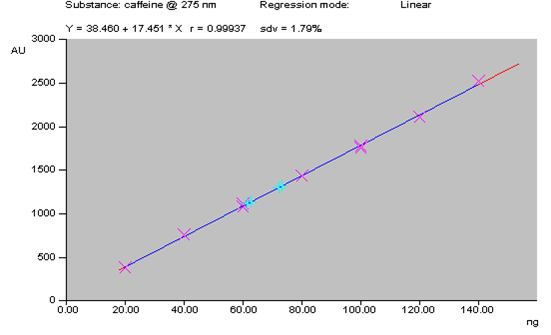 Substance: caffeine @ 275 nm Regression mode: Linear
Y = 38.460 + 17.451 * X r = 0.99937 sdv = 1.79%
AU
3000
2500
2000
1500
1000
500
0
0.00 20.00 40.00 60.00 80.00 100.00 120.00 140.00
ng